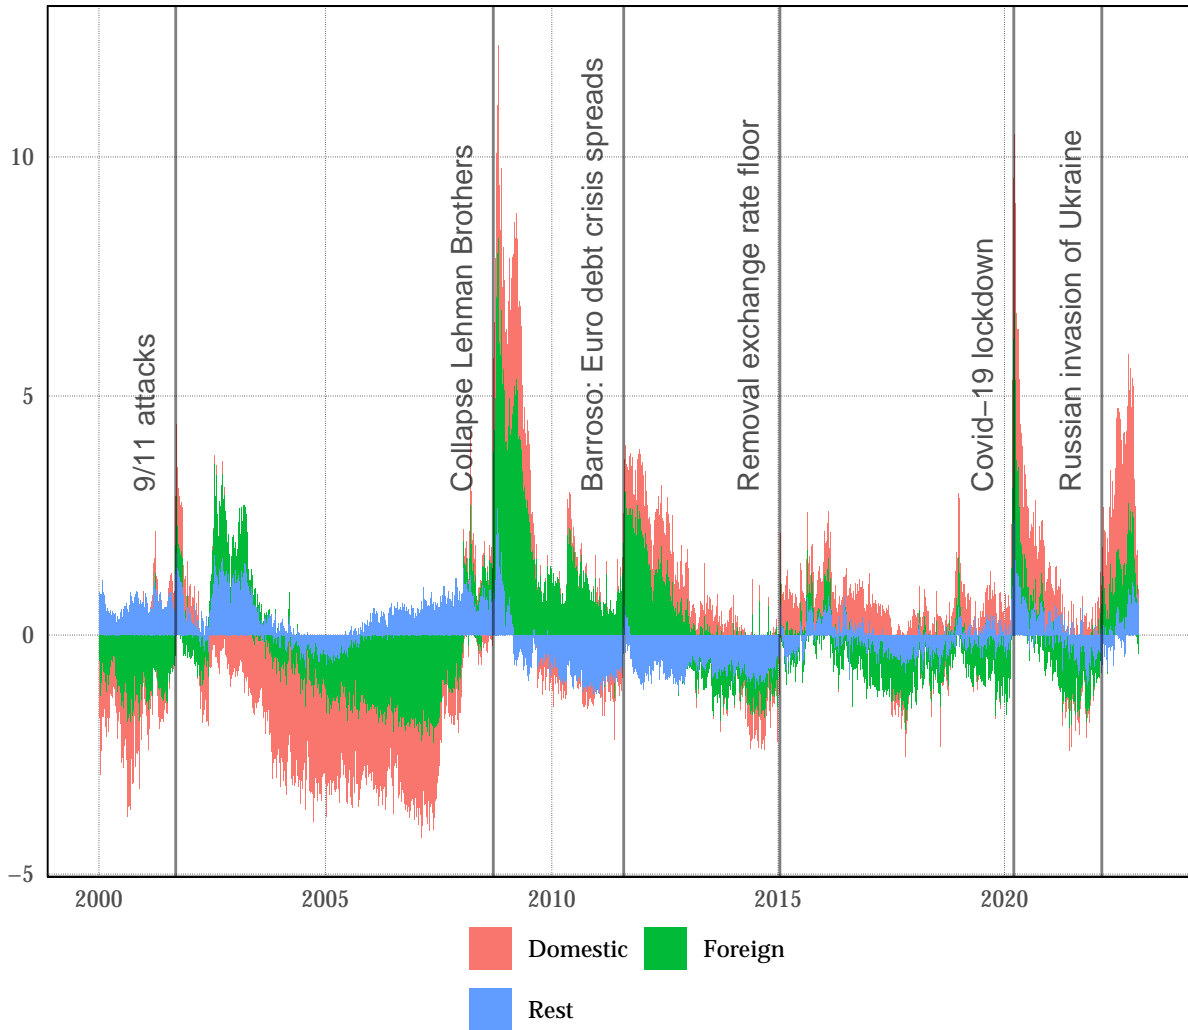 10
5
0
−5
9/11 attacks
Collapse Lehman Brothers
Barroso: Euro debt crisis spreads
Removal exchange rate floor
Covid−19 lockdown
Russian invasion of Ukraine
2000 2005 2010 2015 2020
Domestic Foreign
Rest